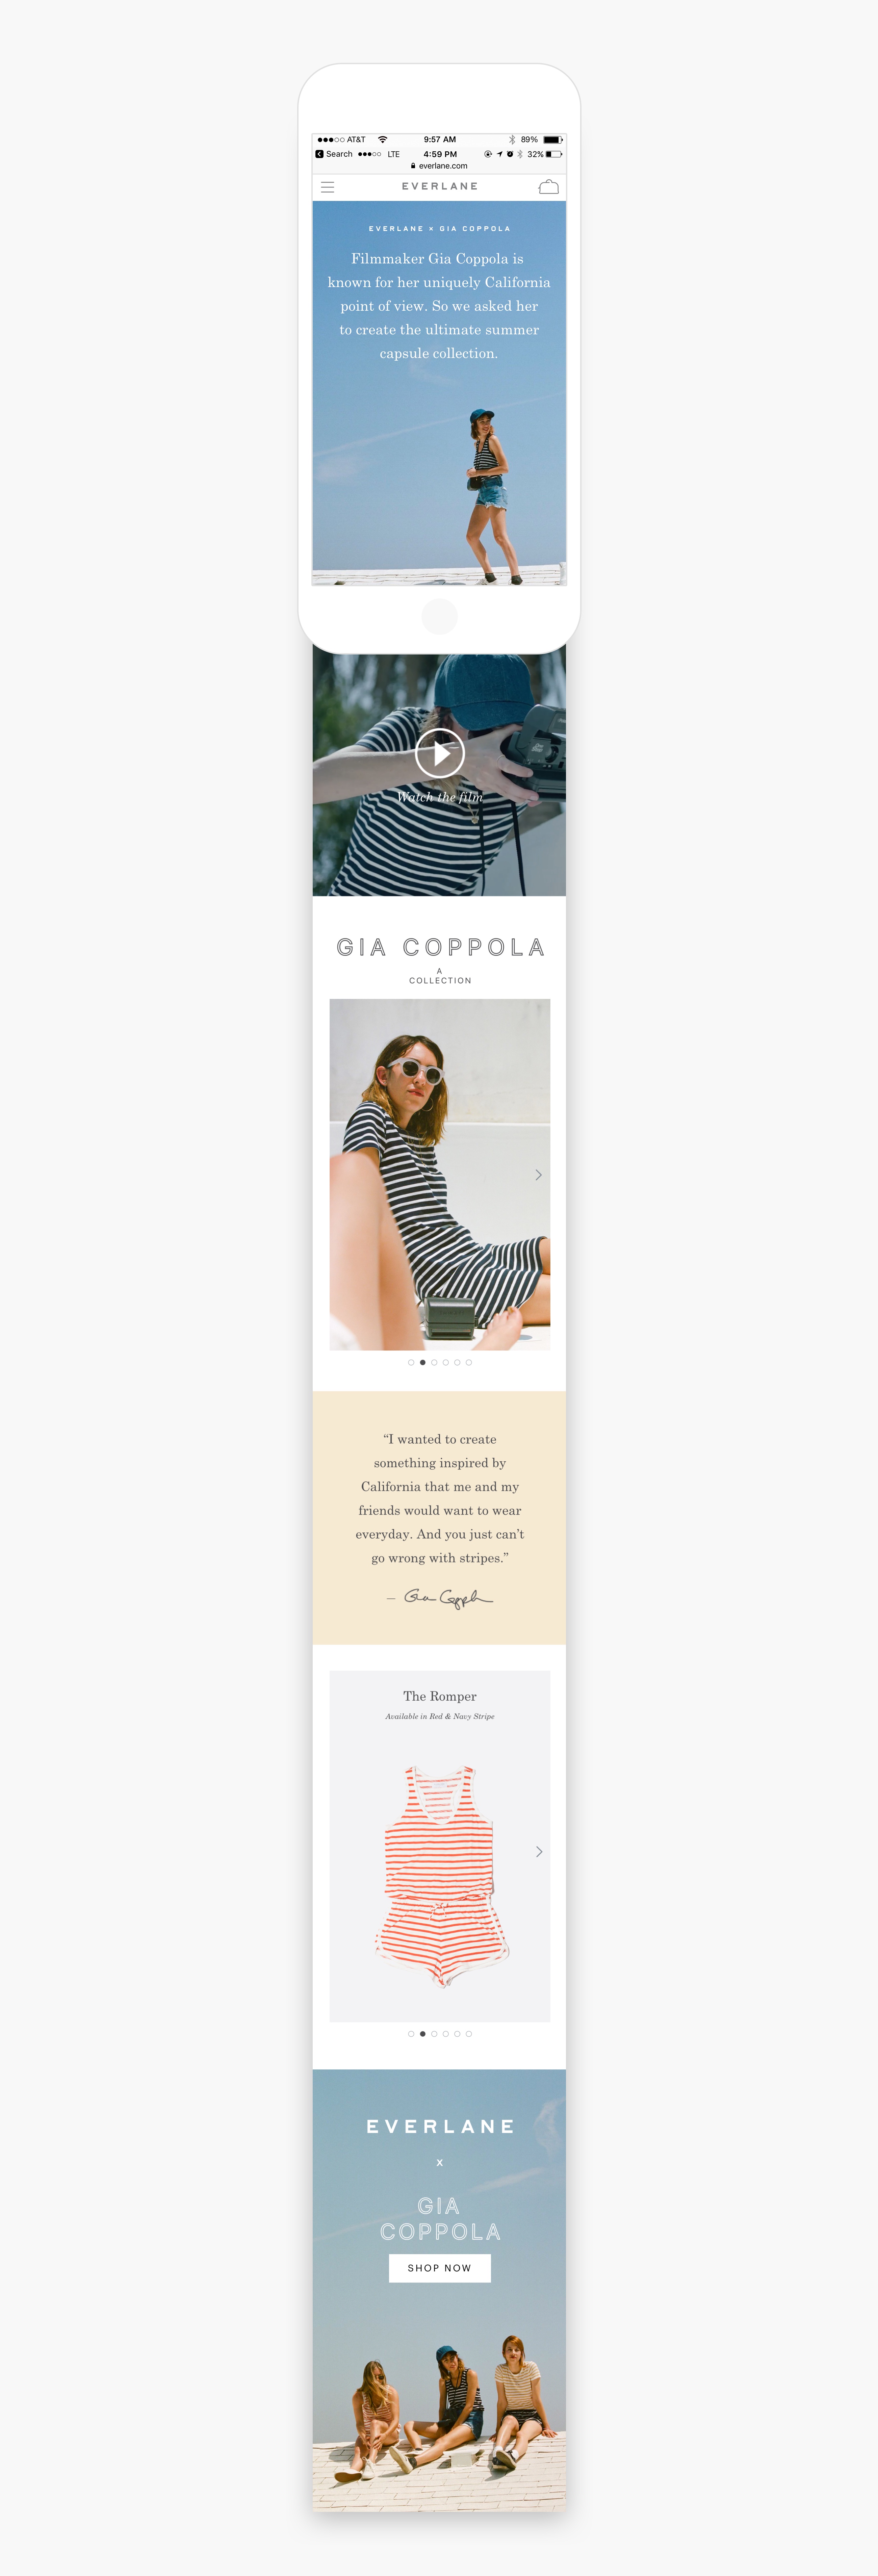 AT&T 9:57 AM 89%
Search LTE 4:59 PM 32%
everlane.com
EVERLANE
EVERLANE × GIA COPPOLA
Filmmaker Gia Coppola is
known for her uniquely California
point of view. So we asked her
to create the ultimate summer
capsule collection.
Watch the film
GIA COPPOLA
A
COLLECTION
“I wanted to create
something inspired by
California that me and my
friends would want to wear
everyday. And you just can’t
go wrong with stripes.”
— Gia Coppola
The Romper
Available in Red & Navy Stripe
EVERLANE
X
GIA
COPPOLA
SHOP NOW